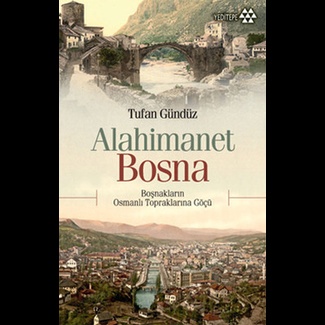 YEDİTEPE
Tufan Gündüz
Alahimanet
Bosna
Boşnakların
Osmanlı Topraklarına Göçü